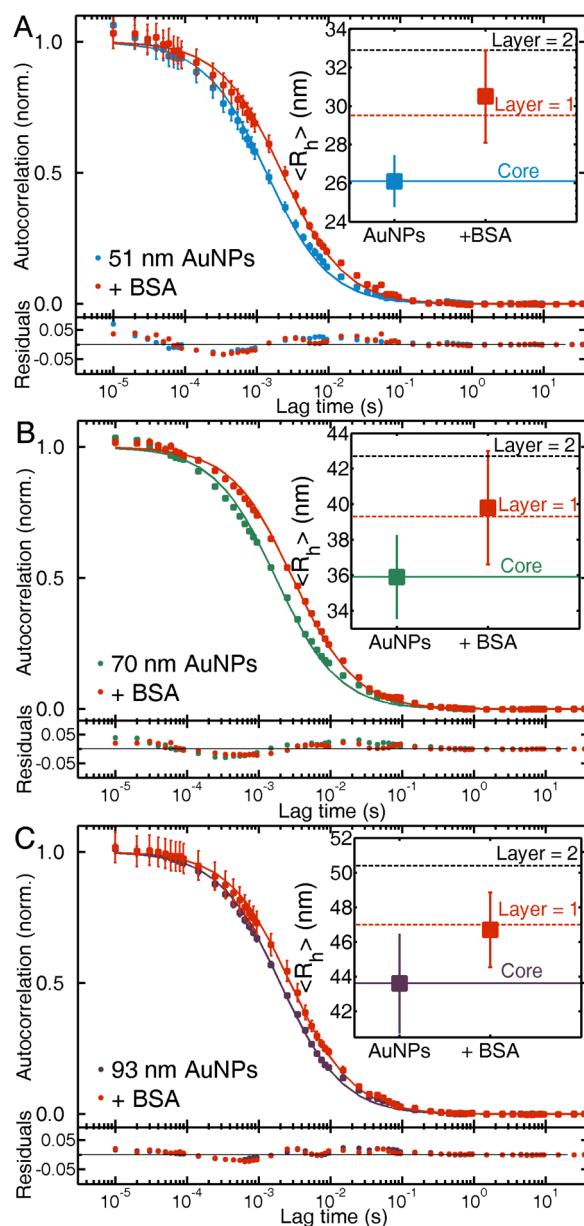 A
Autocorrelation (norm.)
1.0
0.5
0.0
51 nm AuNPs
+ BSA
<R_h> (nm)
34
32
30
28
26
24
Layer = 2
Layer = 1
Core
AuNPs
+BSA
Residuals
0.05
-0.05
10⁻⁵ 10⁻⁴ 10⁻³ 10⁻² 10⁻¹ 10⁰ 10¹
Lag time (s)
B
Autocorrelation (norm.)
1.0
0.5
0.0
70 nm AuNPs
+ BSA
<R_h> (nm)
44
42
40
38
36
34
Layer = 2
Layer = 1
Core
AuNPs
+ BSA
Residuals
0.05
-0.05
10⁻⁵ 10⁻⁴ 10⁻³ 10⁻² 10⁻¹ 10⁰ 10¹
Lag time (s)
C
Autocorrelation (norm.)
1.0
0.5
0.0
93 nm AuNPs
+ BSA
<R_h> (nm)
52
50
48
46
44
42
Layer = 2
Layer = 1
Core
AuNPs
+ BSA
Residuals
0.05
-0.05
10⁻⁵ 10⁻⁴ 10⁻³ 10⁻² 10⁻¹ 10⁰ 10¹
Lag time (s)